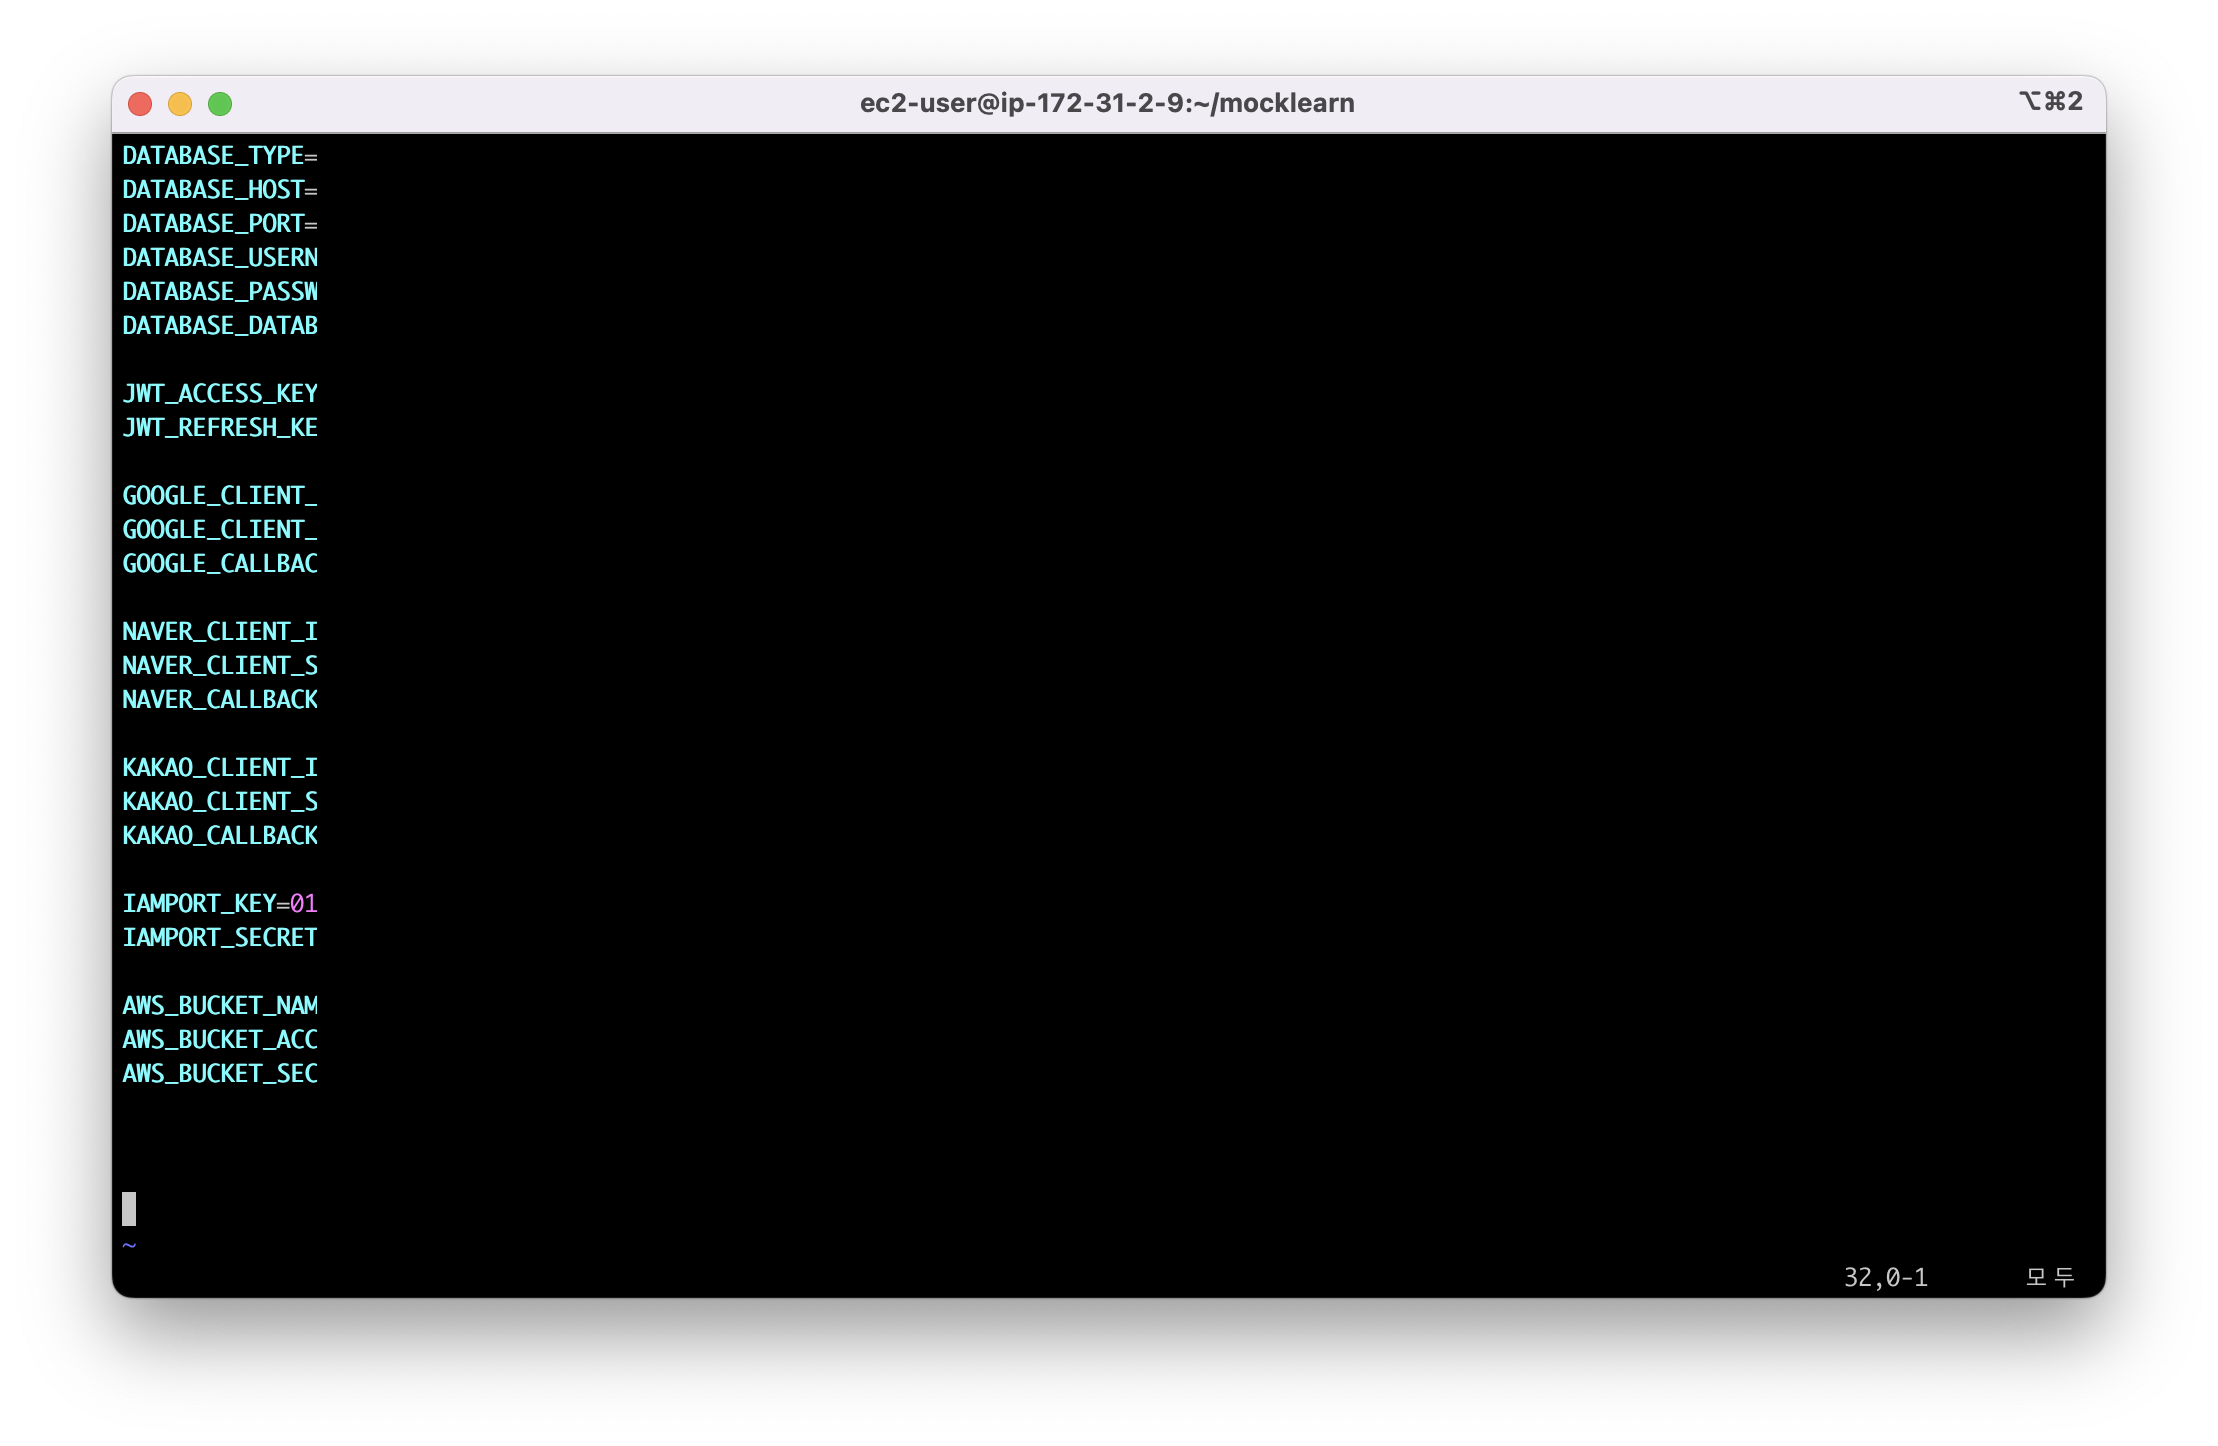 ec2-user@ip-172-31-2-9:~/mocklearn
⌥⌘2
DATABASE_TYPE=
DATABASE_HOST=
DATABASE_PORT=
DATABASE_USERN
DATABASE_PASSW
DATABASE_DATAB
JWT_ACCESS_KEY
JWT_REFRESH_KE
GOOGLE_CLIENT_
GOOGLE_CLIENT_
GOOGLE_CALLBAC
NAVER_CLIENT_I
NAVER_CLIENT_S
NAVER_CALLBACK
KAKAO_CLIENT_I
KAKAO_CLIENT_S
KAKAO_CALLBACK
IAMPORT_KEY=01
IAMPORT_SECRET
AWS_BUCKET_NAM
AWS_BUCKET_ACC
AWS_BUCKET_SEC
~
32,0-1 모두